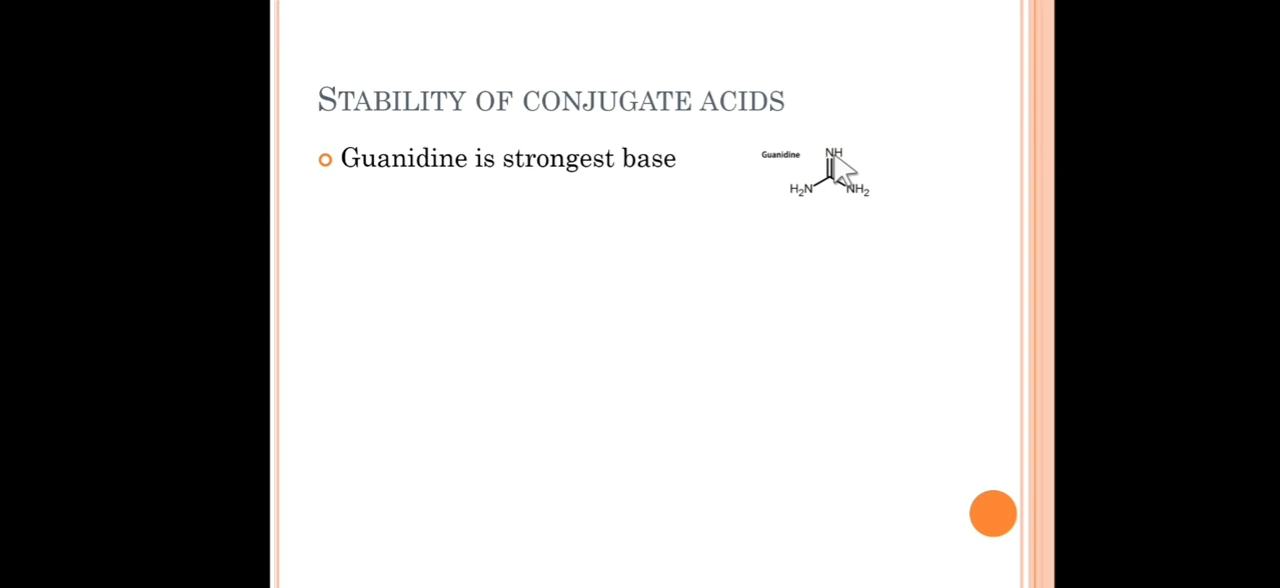 STABILITY OF CONJUGATE ACIDS
Guanidine is strongest base
Guanidine
NH
H₂N
NH₂